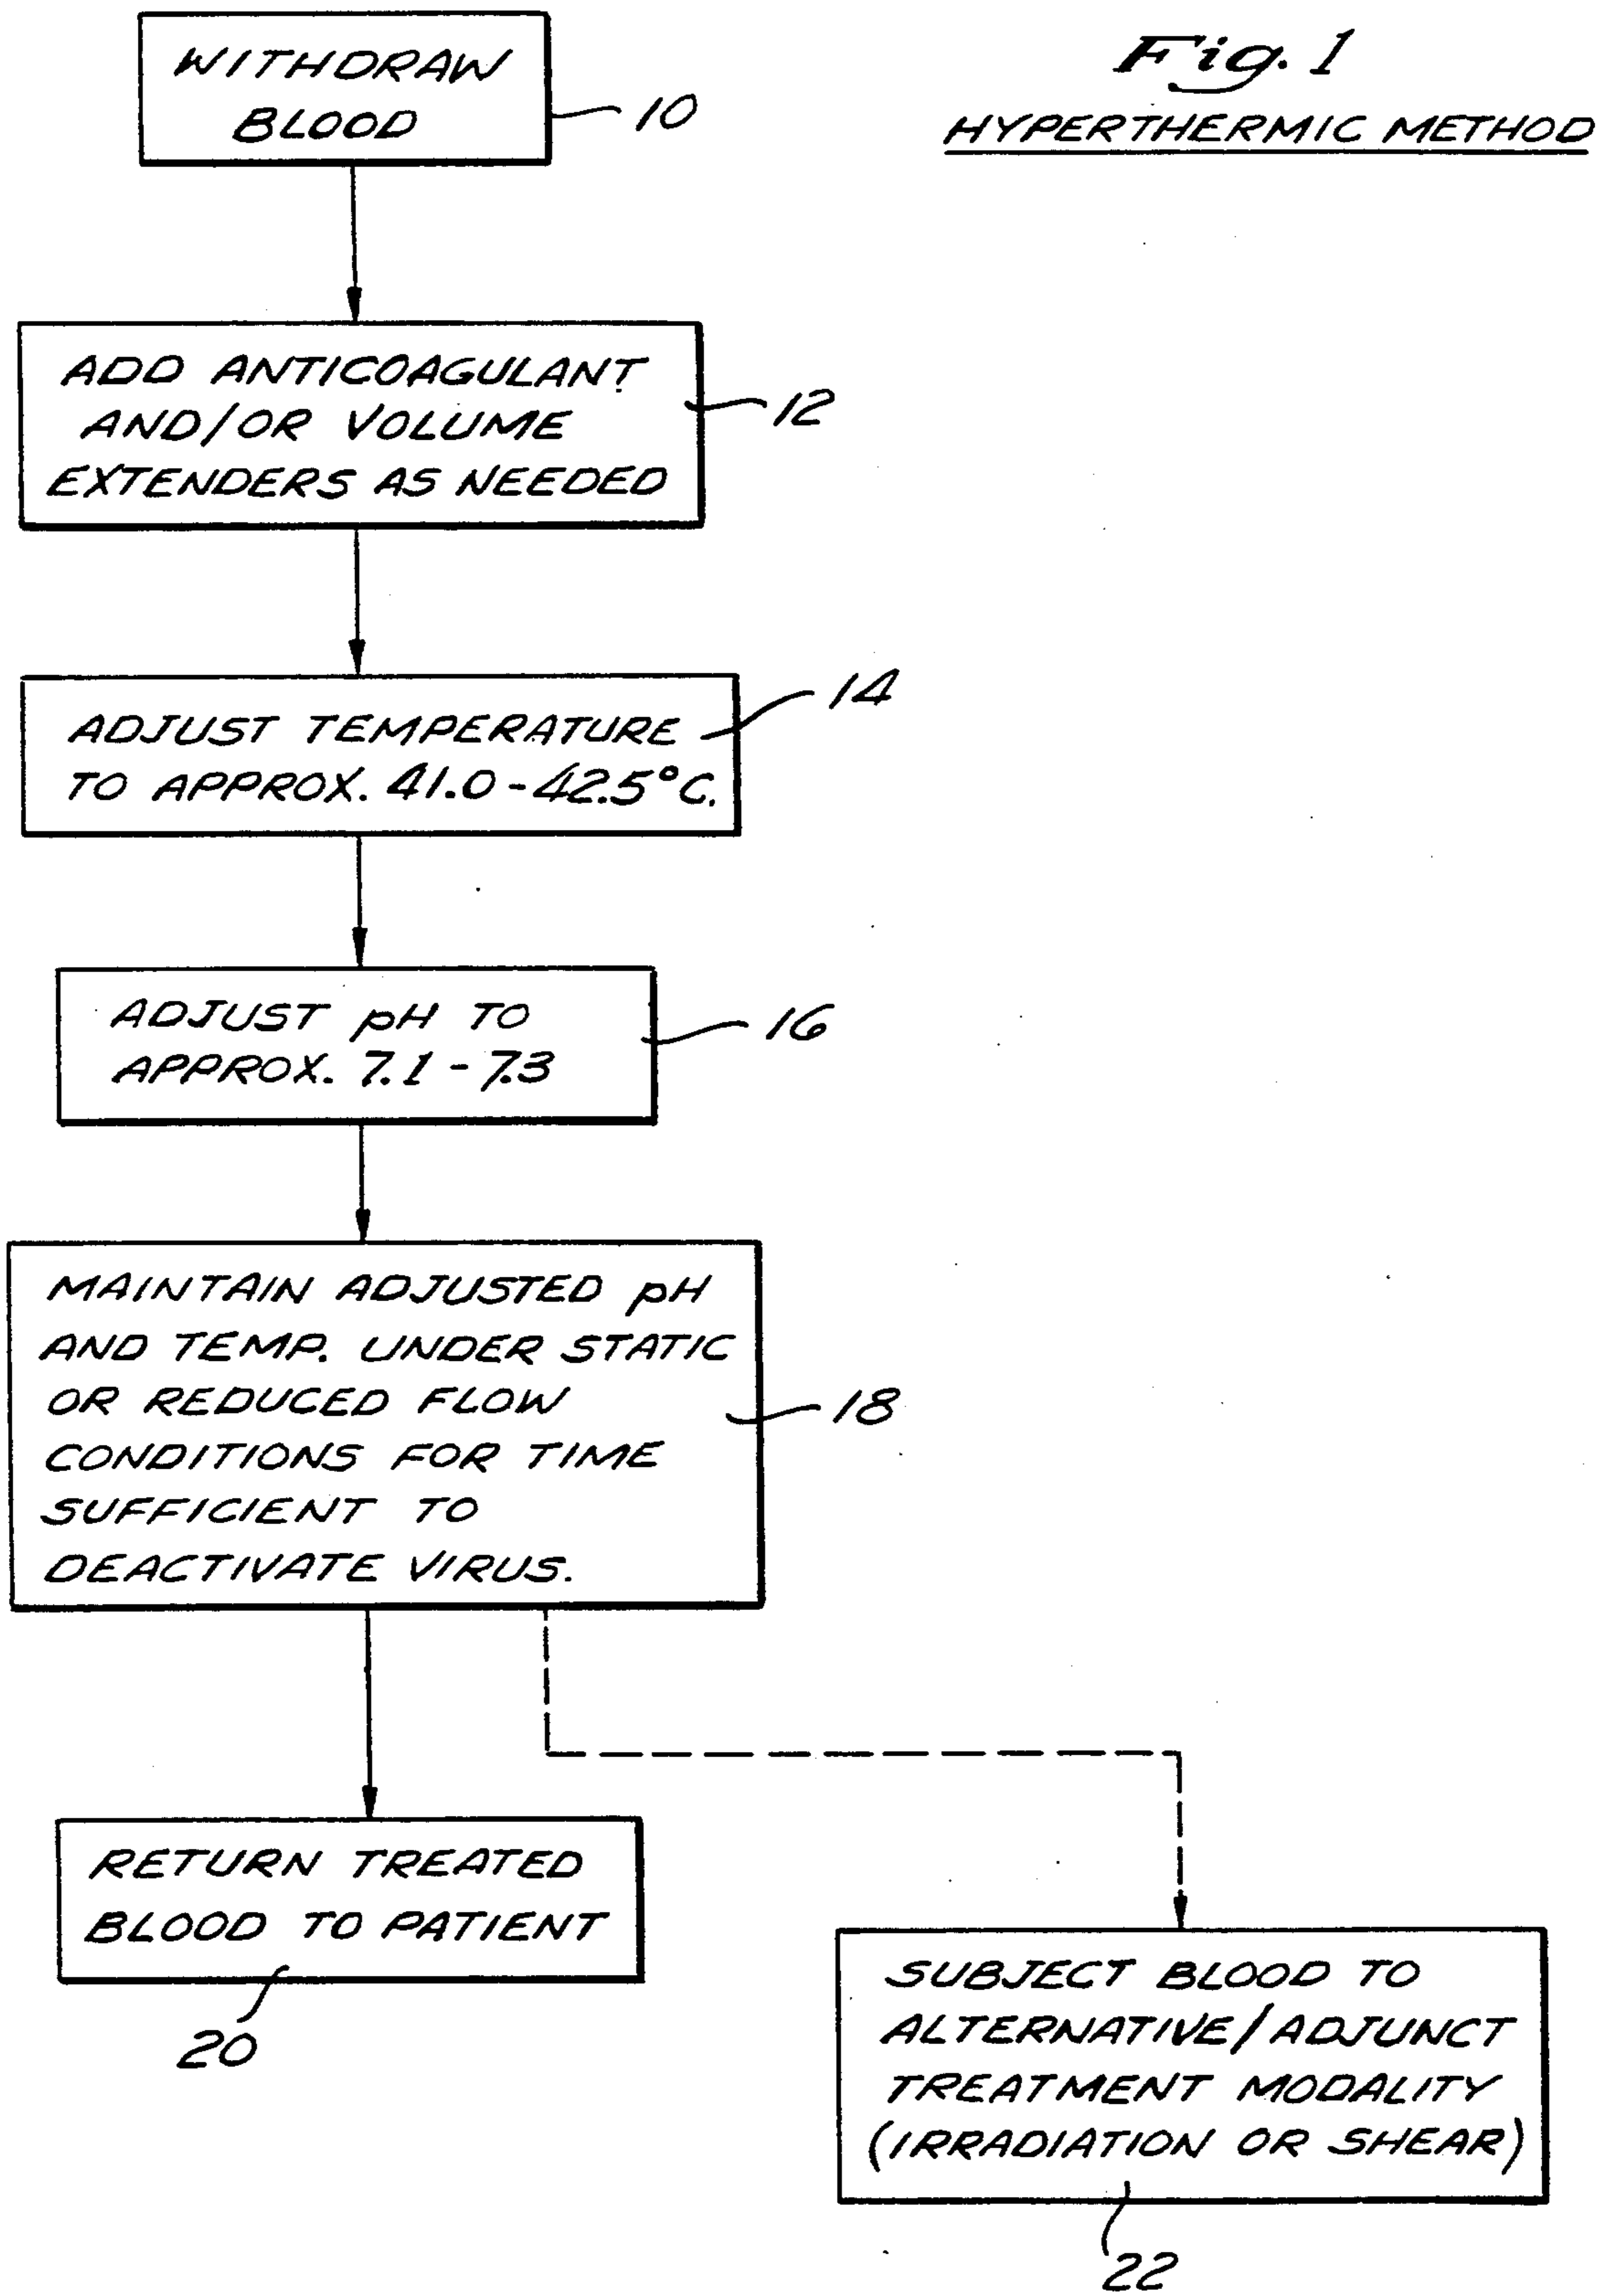 Fig. 1
HYPERTHERMIC METHOD
WITHDRAW
BLOOD
10
ADD ANTICOAGULANT
AND/OR VOLUME
EXTENDERS AS NEEDED
12
ADJUST TEMPERATURE
TO APPROX. 41.0-42.5°C.
14
ADJUST pH TO
APPROX. 7.1-7.3
16
MAINTAIN ADJUSTED pH
AND TEMP. UNDER STATIC
OR REDUCED FLOW
CONDITIONS FOR TIME
SUFFICIENT TO
DEACTIVATE VIRUS.
18
RETURN TREATED
BLOOD TO PATIENT
20
SUBJECT BLOOD TO
ALTERNATIVE/ADJUNCT
TREATMENT MODALITY
(IRRADIATION OR SHEAR)
22